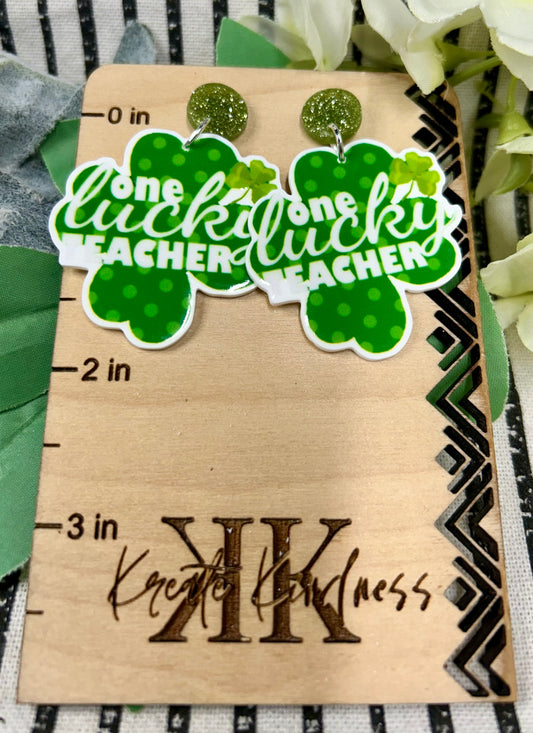 0 in
one
lucky
TEACHER
one
lucky
TEACHER
2 in
3 in
KK
Kreate Kindness